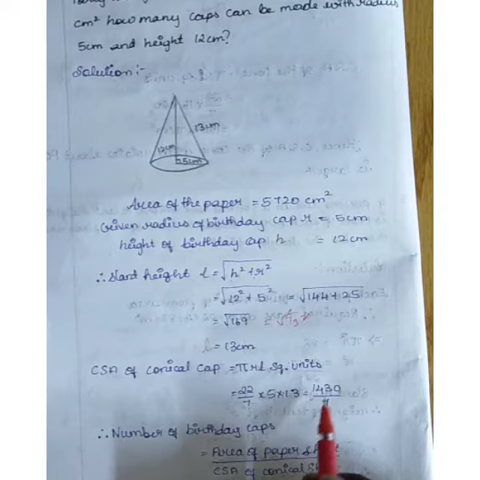 cm² how many caps can be made with radius
5cm and height 12cm?
Solution:-
13cm
12cm
5cm
Area of the paper = 5720 cm²
Given radius of birthday cap r = 5cm
height of birthday cap h = 12cm
∴ Slant height l = √h²+r²
= √12²+5² = √144+25
= √169
l = 13cm
CSA of conical cap = πrl sq. units
= 22/7 × 5 × 13 = 1430/7
∴ Number of birthday caps
= Area of paper / CSA of conical